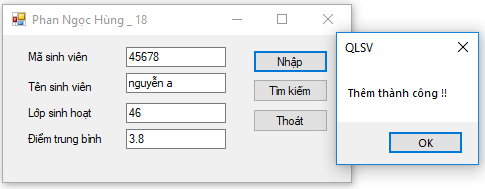 Phan Ngọc Hùng _ 18
Mã sinh viên 45678 Nhập
Tên sinh viên nguyễn a Tìm kiếm
Lớp sinh hoạt 46 Thoát
Điểm trung bình 3.8
QLSV
Thêm thành công !!
OK